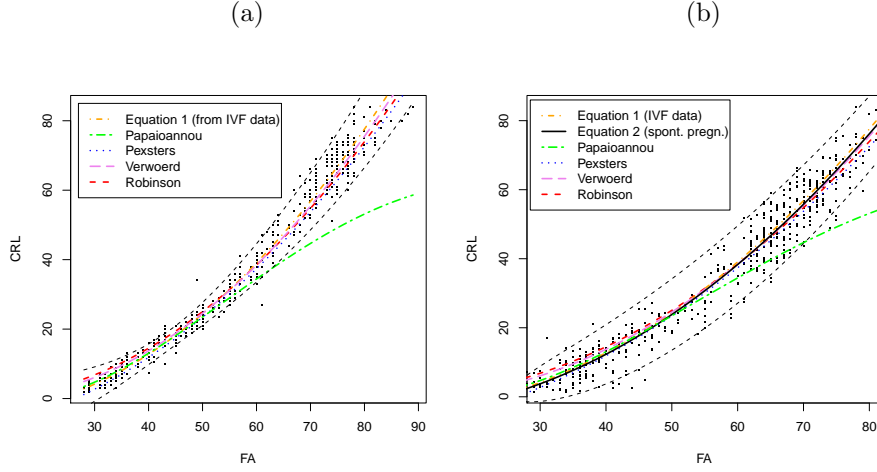 (a)
(b)
Equation 1 (from IVF data)
Papaioannou
Pexsters
Verwoerd
Robinson
CRL
0
20
40
60
80
30
40
50
60
70
80
90
FA
Equation 1 (IVF data)
Equation 2 (spont. pregn.)
Papaioannou
Pexsters
Verwoerd
Robinson
CRL
0
20
40
60
80
30
40
50
60
70
80
FA